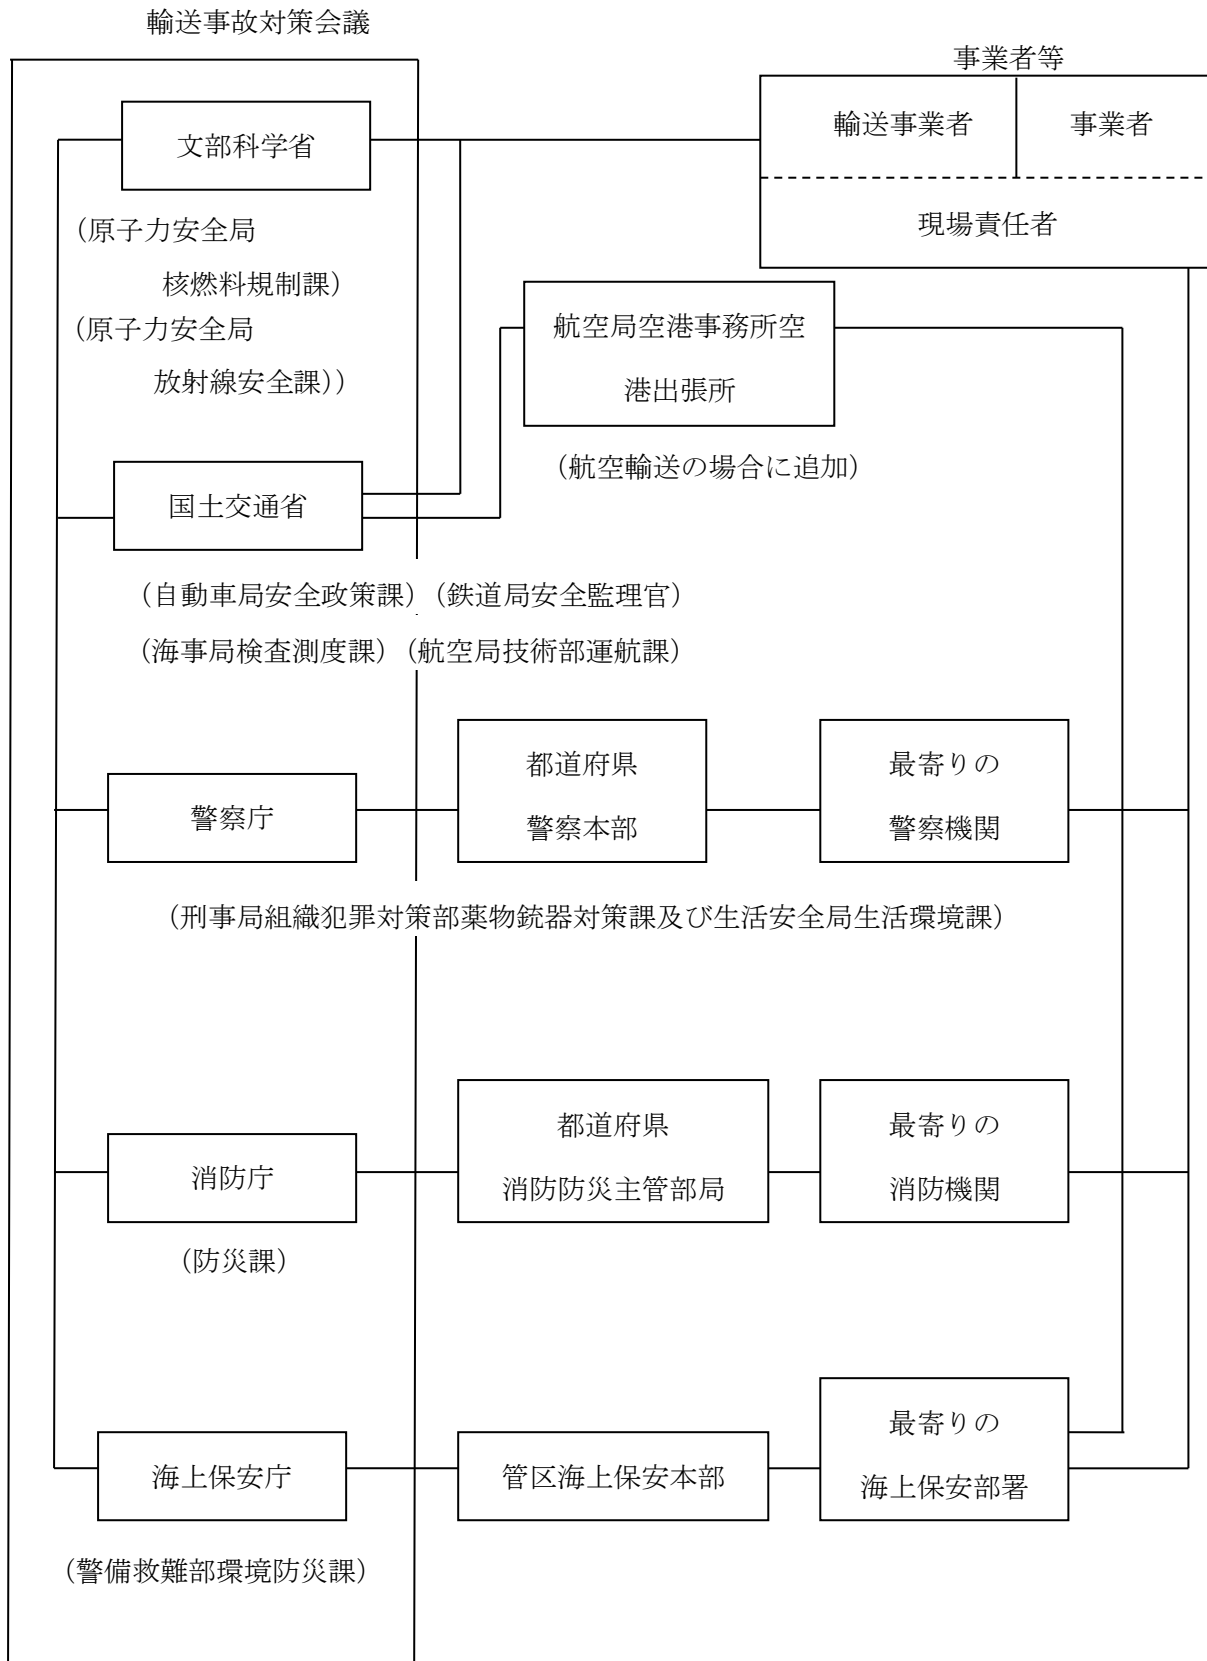 輸送事故対策会議
事業者等
輸送事業者
事業者
現場責任者
文部科学省
(原子力安全局
核燃料規制課)
(原子力安全局
放射線安全課))
航空局空港事務所空
港出張所
(航空輸送の場合に追加)
国土交通省
(自動車局安全政策課) (鉄道局安全監理官)
(海事局検査測度課) (航空局技術部運航課)
警察庁
都道府県
警察本部
最寄りの
警察機関
(刑事局組織犯罪対策部薬物銃器対策課及び生活安全局生活環境課)
消防庁
都道府県
消防防災主管部局
最寄りの
消防機関
(防災課)
海上保安庁
管区海上保安本部
最寄りの
海上保安部署
(警備救難部環境防災課)